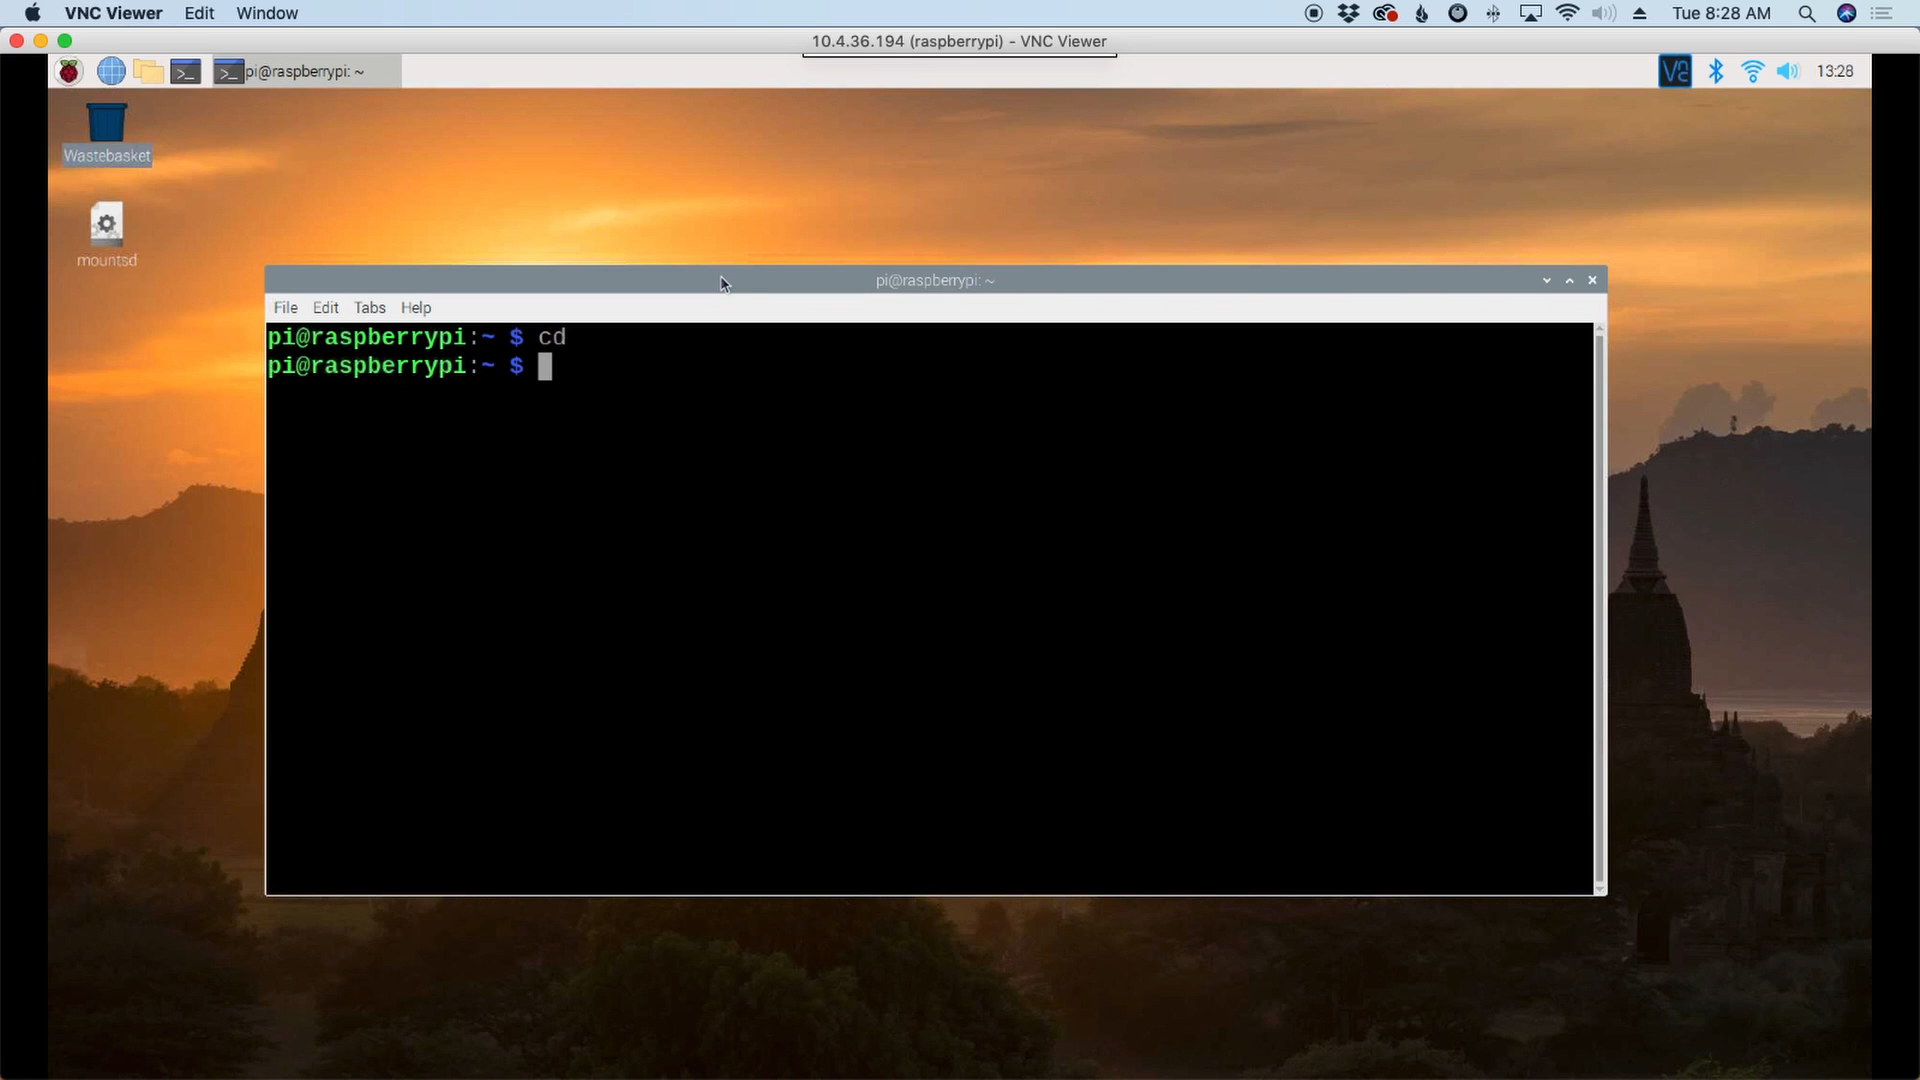 VNC Viewer Edit Window Tue 8:28 AM
10.4.36.194 (raspberrypi) - VNC Viewer
pi@raspberrypi: ~ 13:28
Wastebasket
mountsd
pi@raspberrypi: ~
File Edit Tabs Help
pi@raspberrypi:~ $ cd
pi@raspberrypi:~ $